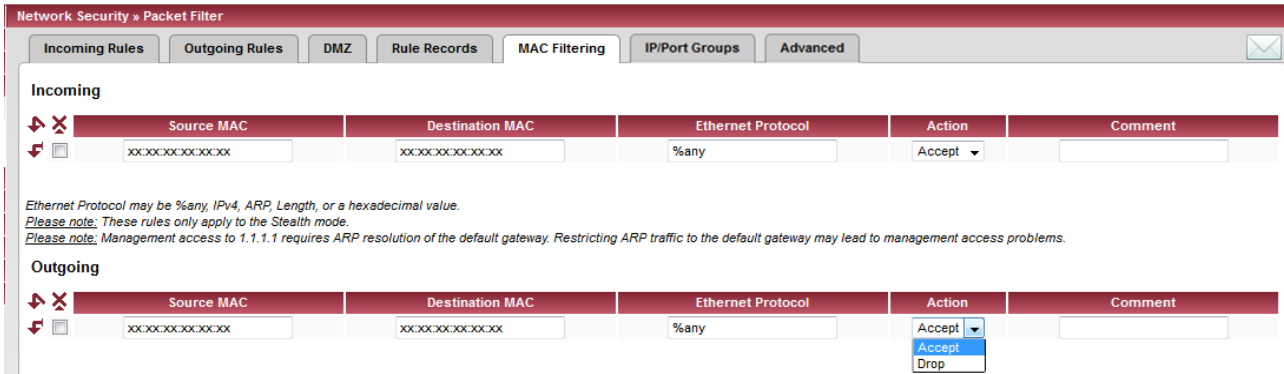 Network Security » Packet Filter
Incoming Rules Outgoing Rules DMZ Rule Records MAC Filtering IP/Port Groups Advanced
Incoming
Source MAC Destination MAC Ethernet Protocol Action Comment
xx:xx:xx:xx:xx:xx xx:xx:xx:xx:xx:xx %any Accept
Ethernet Protocol may be %any, IPv4, ARP, Length, or a hexadecimal value.
Please note: These rules only apply to the Stealth mode.
Please note: Management access to 1.1.1.1 requires ARP resolution of the default gateway. Restricting ARP traffic to the default gateway may lead to management access problems.
Outgoing
Source MAC Destination MAC Ethernet Protocol Action Comment
xx:xx:xx:xx:xx:xx xx:xx:xx:xx:xx:xx %any Accept
Accept
Drop